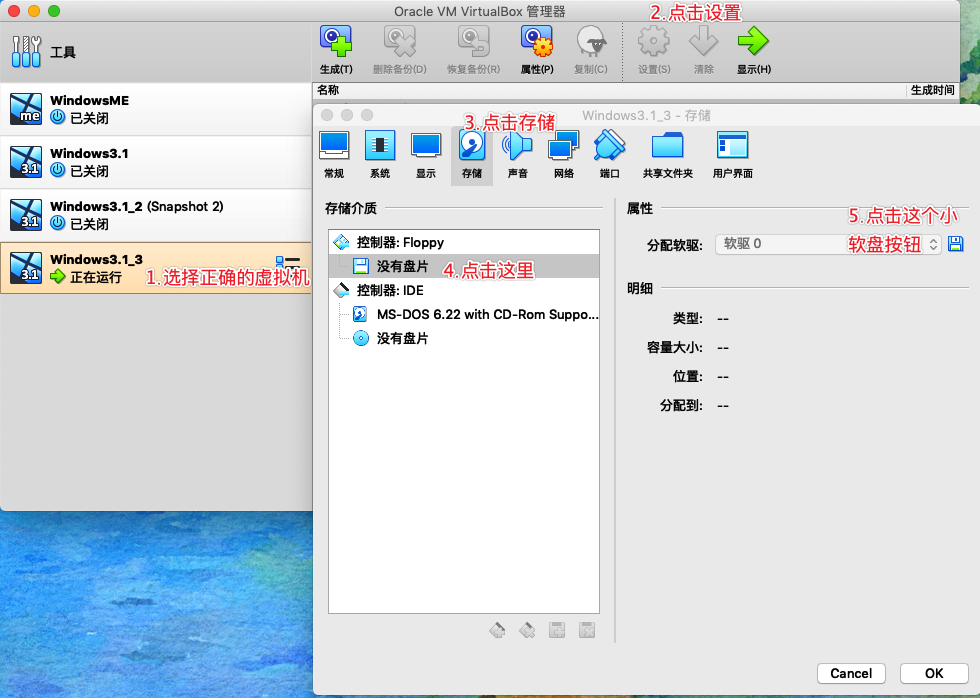 Oracle VM VirtualBox 管理器
2.点击设置
工具
生成(T)
删除备份(D)
恢复备份(R)
属性(P)
复制(C)
设置(S)
清除
显示(H)
名称
生成时间
me
WindowsME
已关闭
3.1
Windows3.1
已关闭
3.1
Windows3.1_2 (Snapshot 2)
已关闭
3.1
Windows3.1_3
正在运行
1.选择正确的虚拟机
Windows3.1_3 - 存储
3.点击存储
常规
系统
显示
存储
声音
网络
端口
共享文件夹
用户界面
存储介质
控制器: Floppy
没有盘片
4.点击这里
控制器: IDE
MS-DOS 6.22 with CD-Rom Suppo...
没有盘片
属性
5.点击这个小
分配软驱:
软驱 0
软盘按钮
明细
类型: --
容量大小: --
位置: --
分配到: --
Cancel
OK